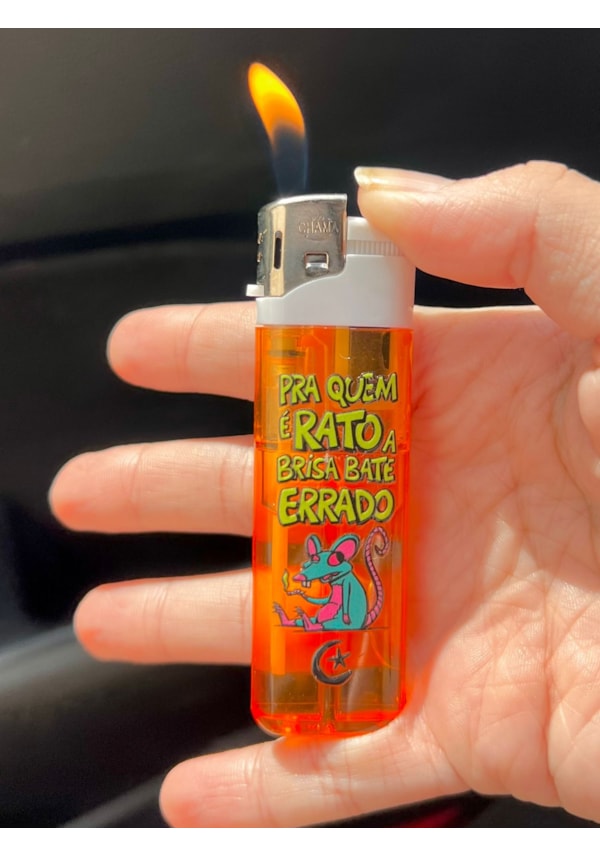 CHAMA
PRA QUEM
É RATO A
BRISA BATE
ERRADO